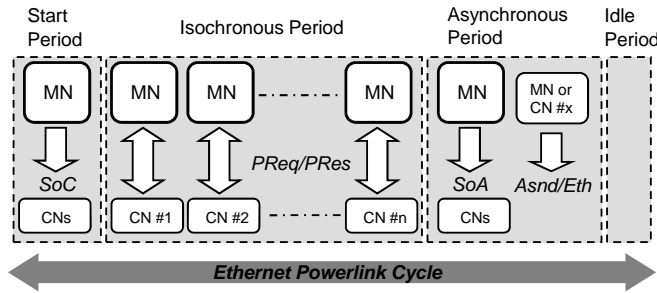 Start
Period
Isochronous Period
Asynchronous
Period
Idle
Period
MN
MN
MN
MN
MN
MN or
CN #x
SoC
PReq/PRes
SoA
Asnd/Eth
CNs
CN #1
CN #2
CN #n
CNs
Ethernet Powerlink Cycle